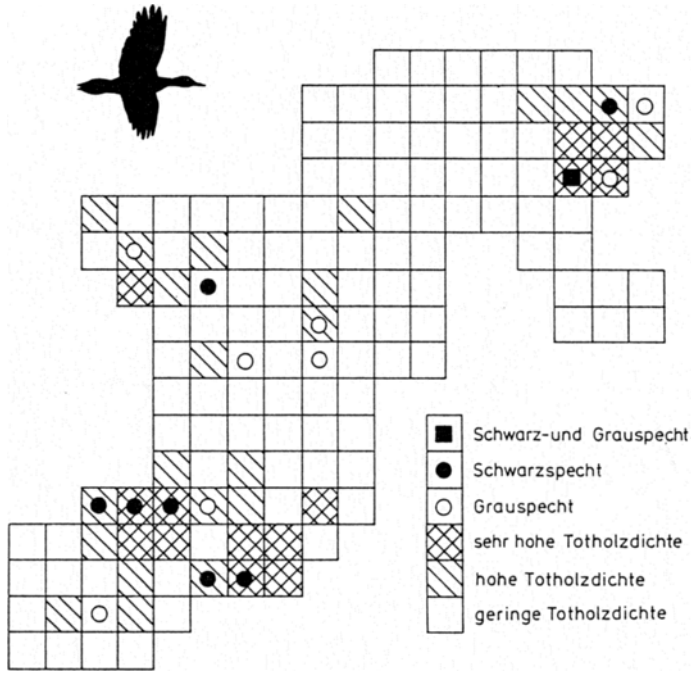 Schwarz-und Grauspecht
Schwarzspecht
Grauspecht
sehr hohe Totholzdichte
hohe Totholzdichte
geringe Totholzdichte